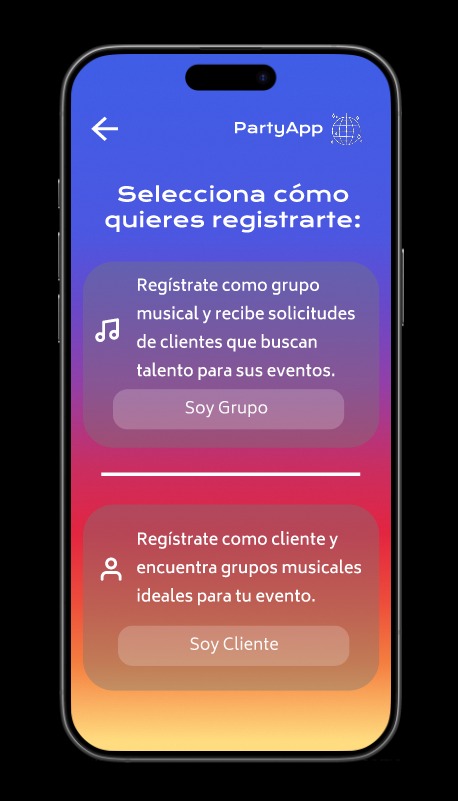 PartyApp
Selecciona cómo
quieres registrarte:
Regístrate como grupo
musical y recibe solicitudes
de clientes que buscan
talento para sus eventos.
Soy Grupo
Regístrate como cliente y
encuentra grupos musicales
ideales para tu evento.
Soy Cliente